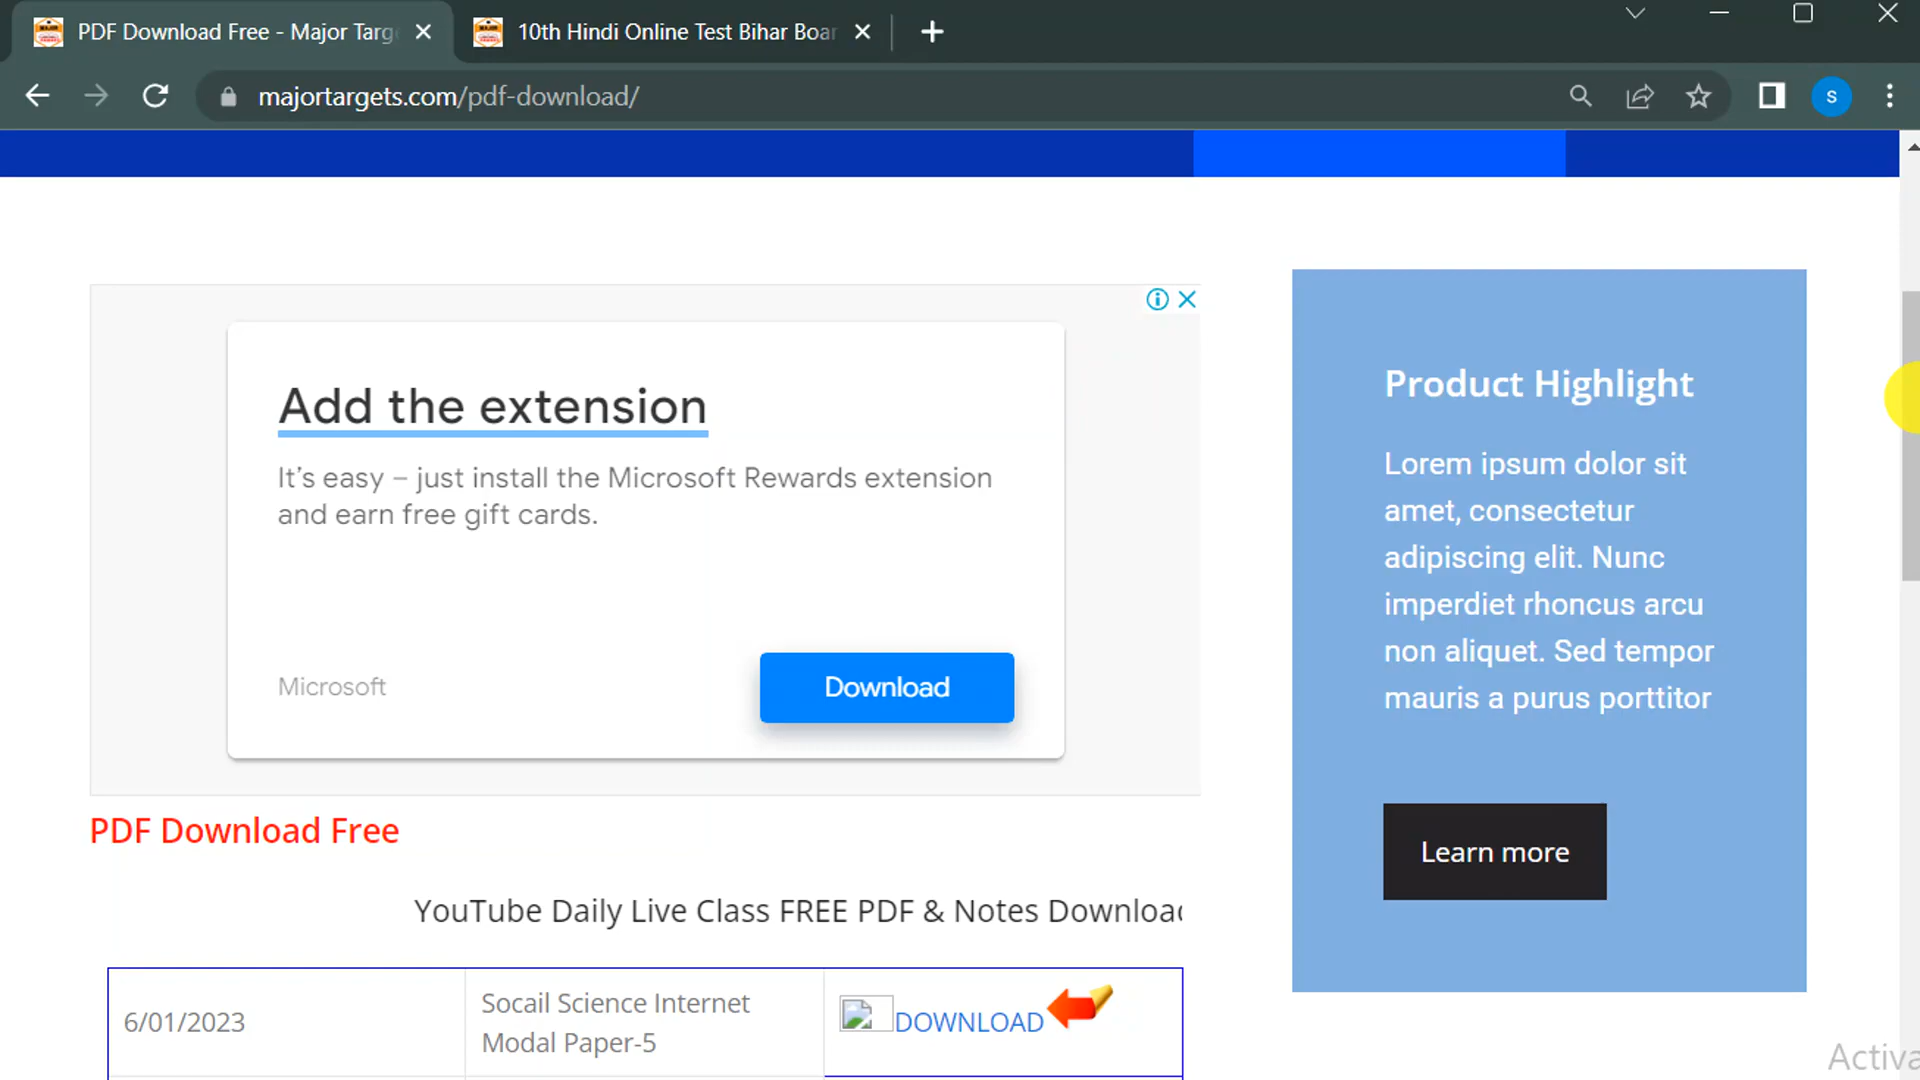 PDF Download Free - Major Targ
10th Hindi Online Test Bihar Boar
majortargets.com/pdf-download/
s
Add the extension
It's easy – just install the Microsoft Rewards extension
and earn free gift cards.
Microsoft
Download
Product Highlight
Lorem ipsum dolor sit
amet, consectetur
adipiscing elit. Nunc
imperdiet rhoncus arcu
non aliquet. Sed tempor
mauris a purus porttitor
Learn more
PDF Download Free
YouTube Daily Live Class FREE PDF & Notes Downloa
6/01/2023
Socail Science Internet
Modal Paper-5
DOWNLOAD
Activa